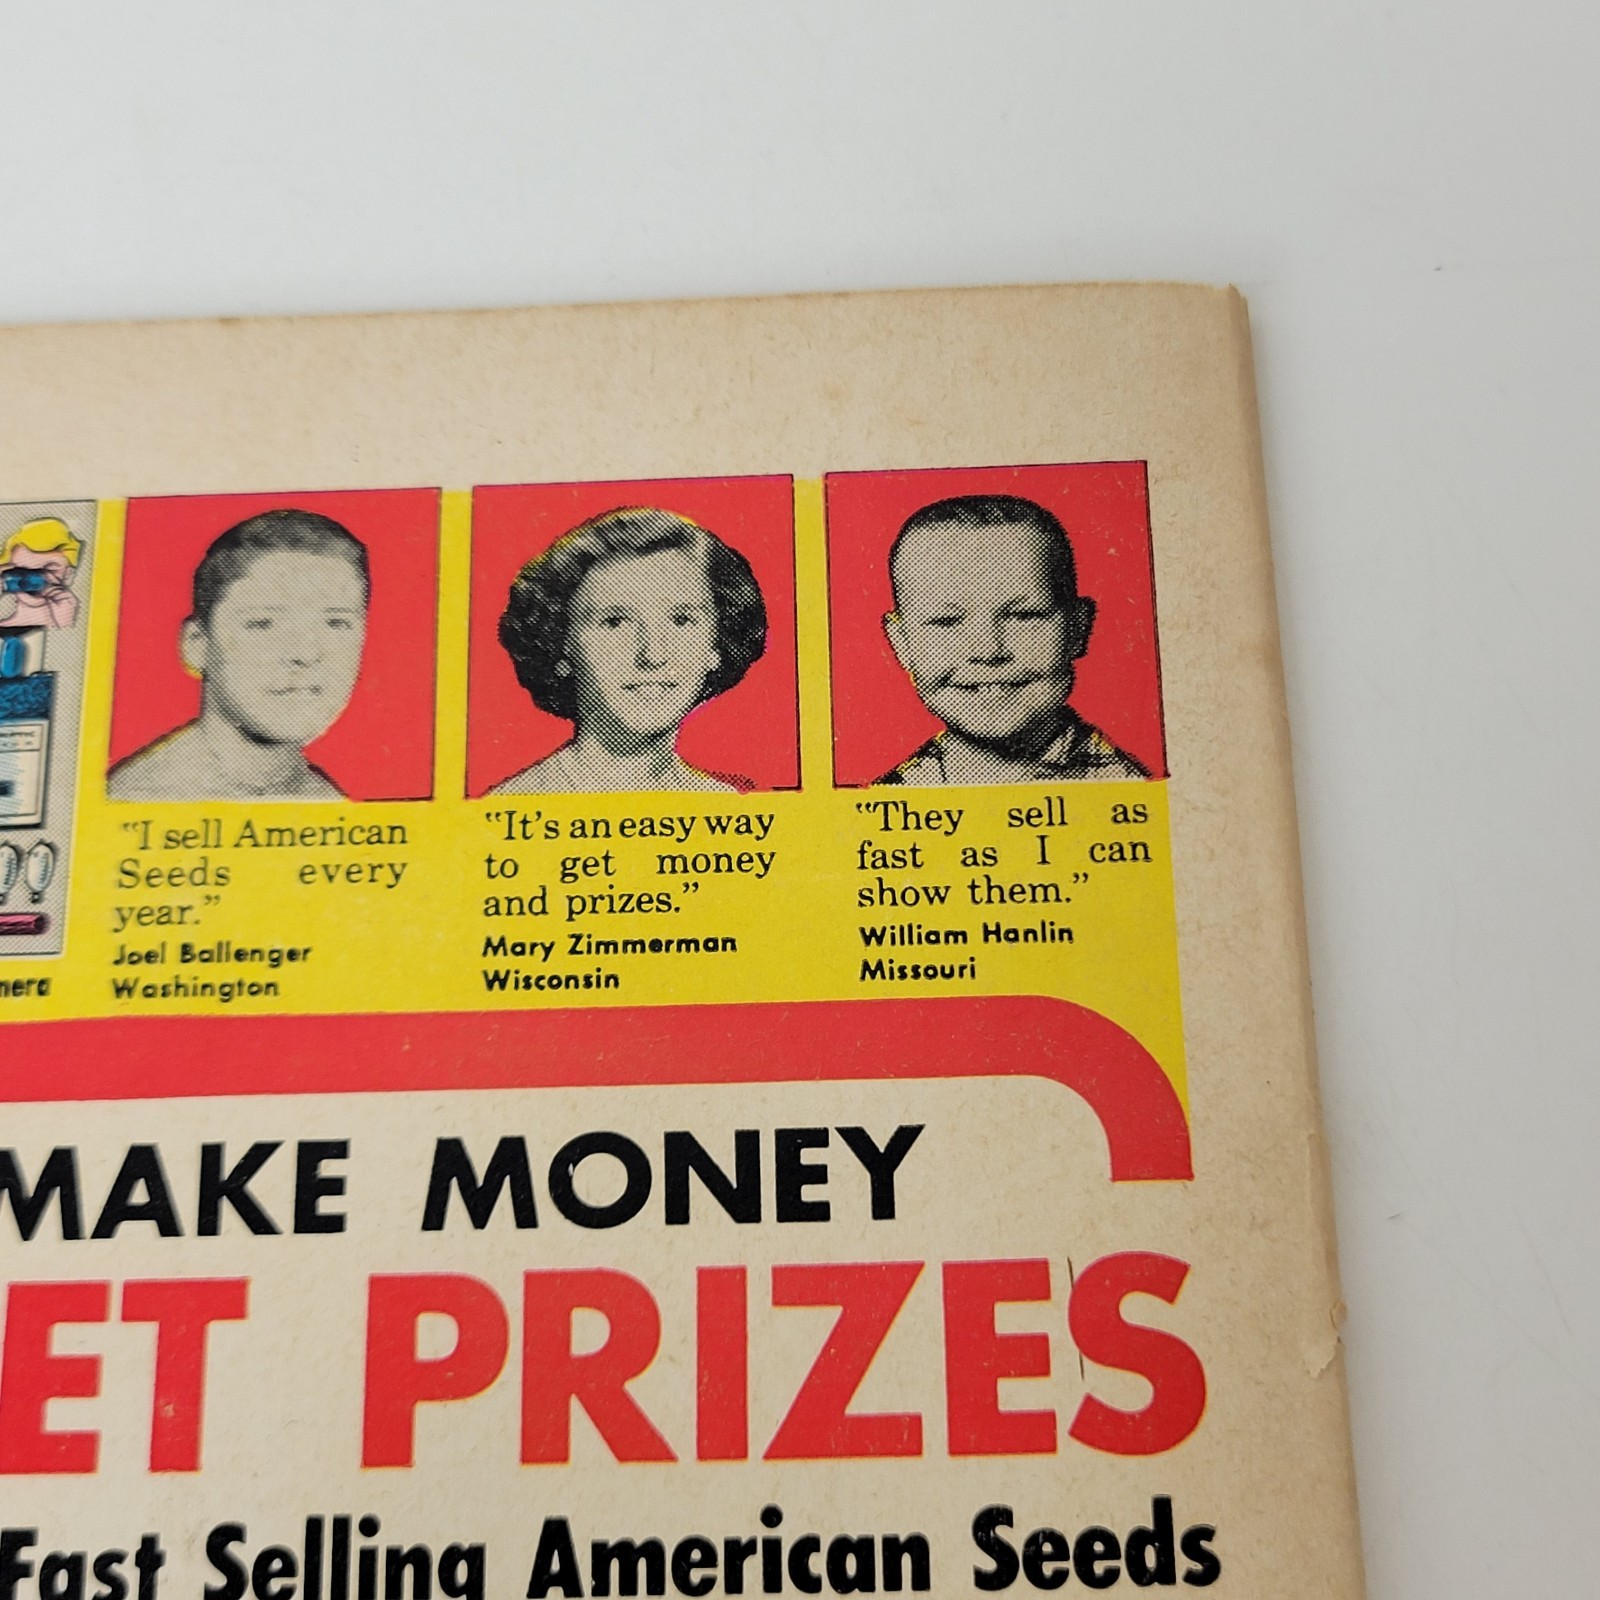 "I sell American
Seeds every
year."
Joel Ballenger
Washington
"It's an easy way
to get money
and prizes."
Mary Zimmerman
Wisconsin
"They sell as
fast as I can
show them."
William Hanlin
Missouri
MAKE MONEY
ET PRIZES
Fast Selling American Seeds